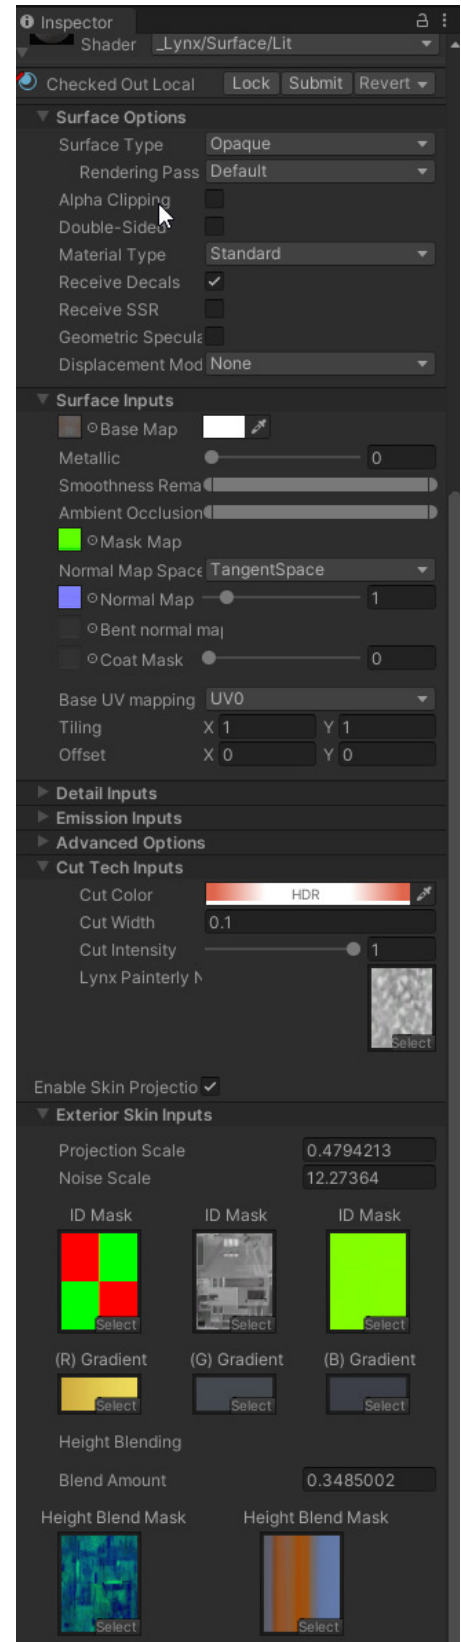 Inspector
Shader _Lynx/Surface/Lit
Checked Out Local Lock Submit Revert
Surface Options
Surface Type Opaque
Rendering Pass Default
Alpha Clipping
Double-Sided
Material Type Standard
Receive Decals
Receive SSR
Geometric Specula
Displacement Mod None
Surface Inputs
Base Map
Metallic 0
Smoothness Rema
Ambient Occlusion
Mask Map
Normal Map Space TangentSpace
Normal Map 1
Bent normal map
Coat Mask 0
Base UV mapping UV0
Tiling X 1 Y 1
Offset X 0 Y 0
Detail Inputs
Emission Inputs
Advanced Options
Cut Tech Inputs
Cut Color HDR
Cut Width 0.1
Cut Intensity 1
Lynx Painterly N
Select
Enable Skin Projectio
Exterior Skin Inputs
Projection Scale 0.4794213
Noise Scale 12.27364
ID Mask ID Mask ID Mask
Select Select Select
(R) Gradient (G) Gradient (B) Gradient
Select Select Select
Height Blending
Blend Amount 0.3485002
Height Blend Mask Height Blend Mask
Select Select